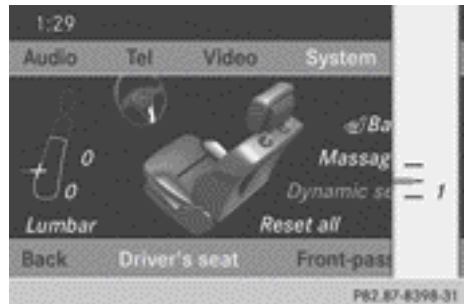 1:29
Audio Tel Video System
0
0
Massag
Lumbar
Reset all
1
Back Driver's seat Front-pass
P82.87-8398-31